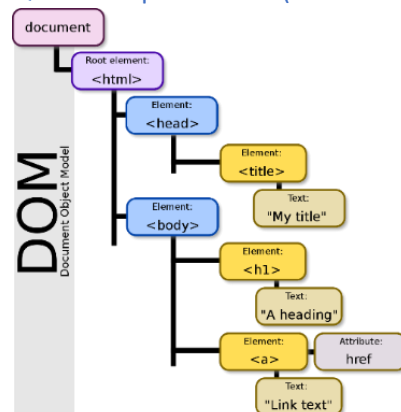 document
Root element:
<html>
Element:
<head>
Element:
<title>
Text:
"My title"
Element:
<body>
Element:
<h1>
Text:
"A heading"
Element:
<a>
Attribute:
href
Text:
"Link text"
DOM
Document Object Model